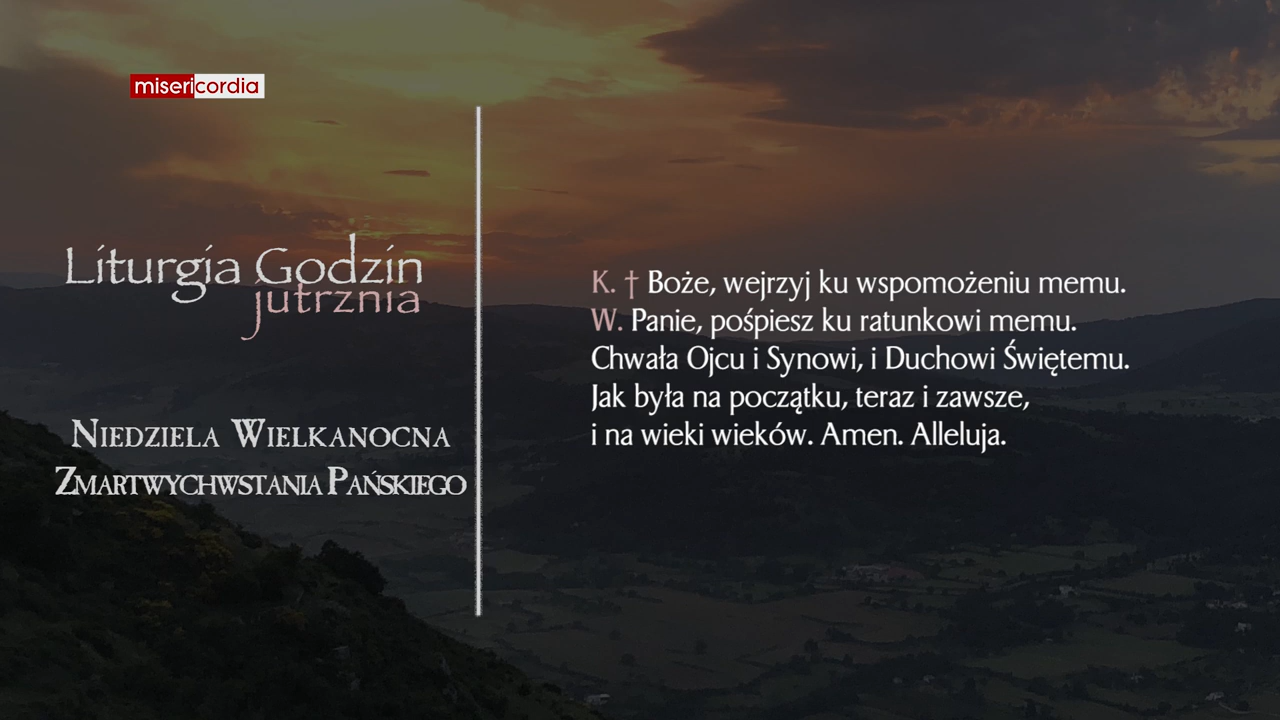 misericordia
Liturgia Godzin
jutrznia
Niedziela Wielkanocna
Zmartwychwstania Pańskiego
K. † Boże, wejrzyj ku wspomożeniu memu.
W. Panie, pośpiesz ku ratunkowi memu.
Chwała Ojcu i Synowi, i Duchowi Świętemu.
Jak była na początku, teraz i zawsze,
i na wieki wieków. Amen. Alleluja.